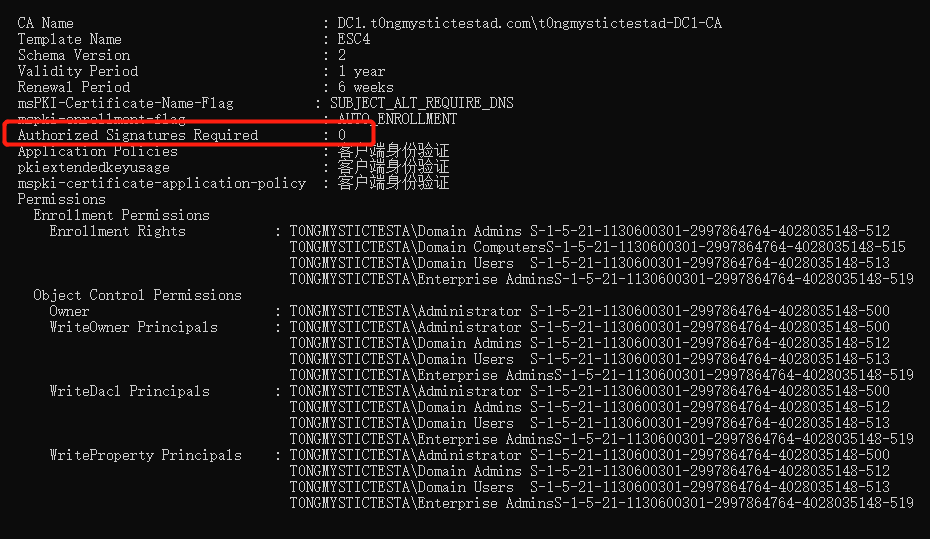 CA Name : DC1.t0ngmystictestad.com\t0ngmystictestad-DC1-CA
Template Name : ESC4
Schema Version : 2
Validity Period : 1 year
Renewal Period : 6 weeks
msPKI-Certificate-Name-Flag : SUBJECT_ALT_REQUIRE_DNS
mspki-enrollment-flag : AUTO_ENROLLMENT
Authorized Signatures Required : 0
Application Policies : 客户端身份验证
pkiextendedkeyusage : 客户端身份验证
mspki-certificate-application-policy : 客户端身份验证
Permissions
Enrollment Permissions
Enrollment Rights : TONGMYSTICTESTA\Domain Admins S-1-5-21-1130600301-2997864764-4028035148-512
TONGMYSTICTESTA\Domain ComputersS-1-5-21-1130600301-2997864764-4028035148-515
TONGMYSTICTESTA\Domain Users S-1-5-21-1130600301-2997864764-4028035148-513
TONGMYSTICTESTA\Enterprise AdminsS-1-5-21-1130600301-2997864764-4028035148-519
Object Control Permissions
Owner : TONGMYSTICTESTA\Administrator S-1-5-21-1130600301-2997864764-4028035148-500
WriteOwner Principals : TONGMYSTICTESTA\Administrator S-1-5-21-1130600301-2997864764-4028035148-500
TONGMYSTICTESTA\Domain Admins S-1-5-21-1130600301-2997864764-4028035148-512
TONGMYSTICTESTA\Domain Users S-1-5-21-1130600301-2997864764-4028035148-513
TONGMYSTICTESTA\Enterprise AdminsS-1-5-21-1130600301-2997864764-4028035148-519
WriteDacl Principals : TONGMYSTICTESTA\Administrator S-1-5-21-1130600301-2997864764-4028035148-500
TONGMYSTICTESTA\Domain Admins S-1-5-21-1130600301-2997864764-4028035148-512
TONGMYSTICTESTA\Domain Users S-1-5-21-1130600301-2997864764-4028035148-513
TONGMYSTICTESTA\Enterprise AdminsS-1-5-21-1130600301-2997864764-4028035148-519
WriteProperty Principals : TONGMYSTICTESTA\Administrator S-1-5-21-1130600301-2997864764-4028035148-500
TONGMYSTICTESTA\Domain Admins S-1-5-21-1130600301-2997864764-4028035148-512
TONGMYSTICTESTA\Domain Users S-1-5-21-1130600301-2997864764-4028035148-513
TONGMYSTICTESTA\Enterprise AdminsS-1-5-21-1130600301-2997864764-4028035148-519